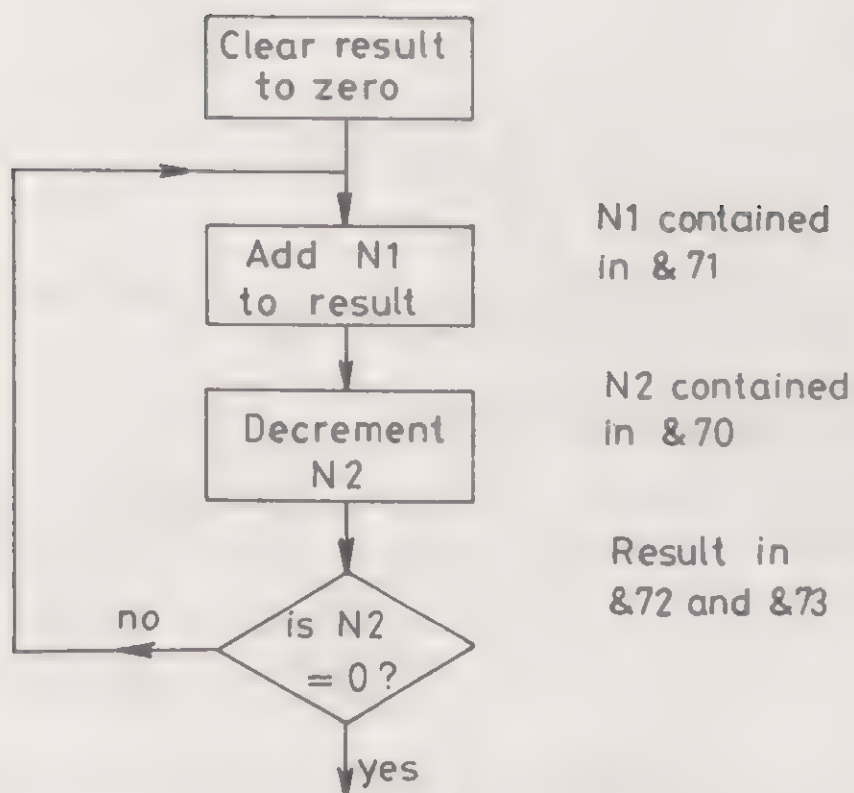 Clear result
to zero
Add N1
to result
N1 contained
in & 71
Decrement
N2
N2 contained
in & 70
Result in
&72 and &73
no
is N2
= 0?
yes